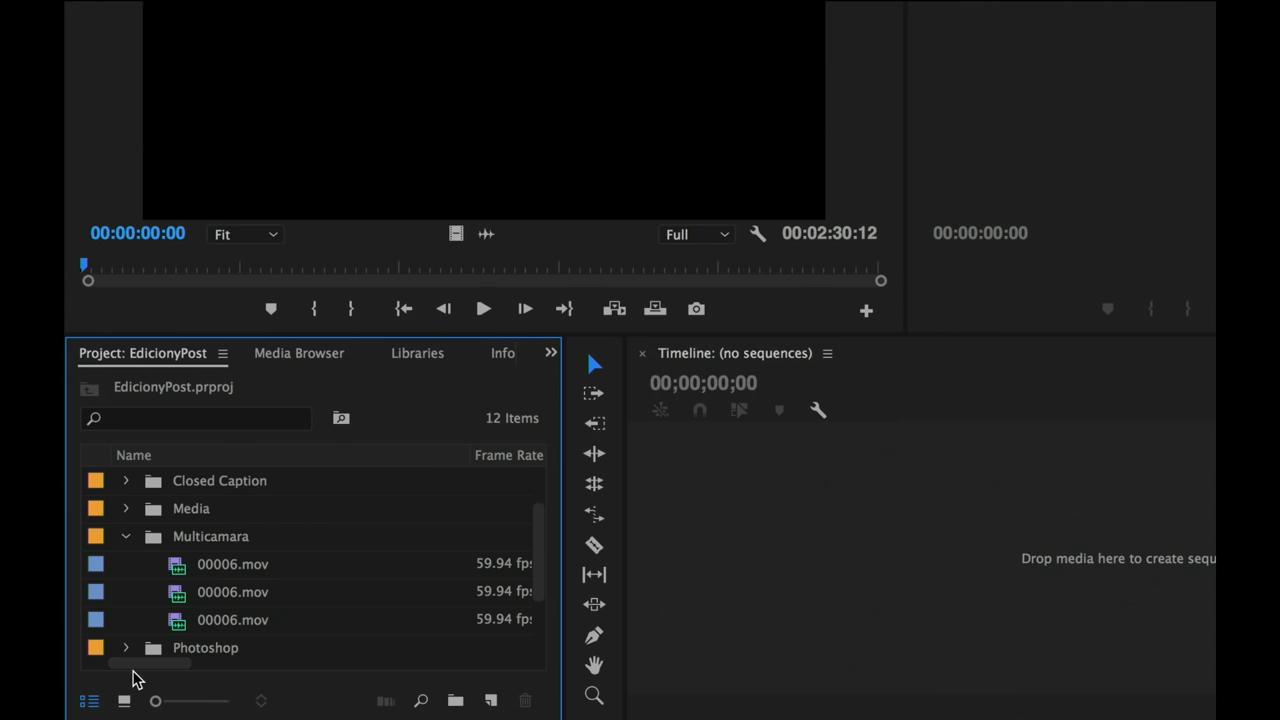 00:00:00:00 Fit Full 00:02:30:12 00:00:00:00
Project: EdicionyPost Media Browser Libraries Info
EdicionyPost.prproj
12 Items
Name Frame Rate
Closed Caption
Media
Multicamara
00006.mov 59.94 fps
00006.mov 59.94 fps
00006.mov 59.94 fps
Photoshop
Timeline: (no sequences)
00;00;00;00
Drop media here to create sequ